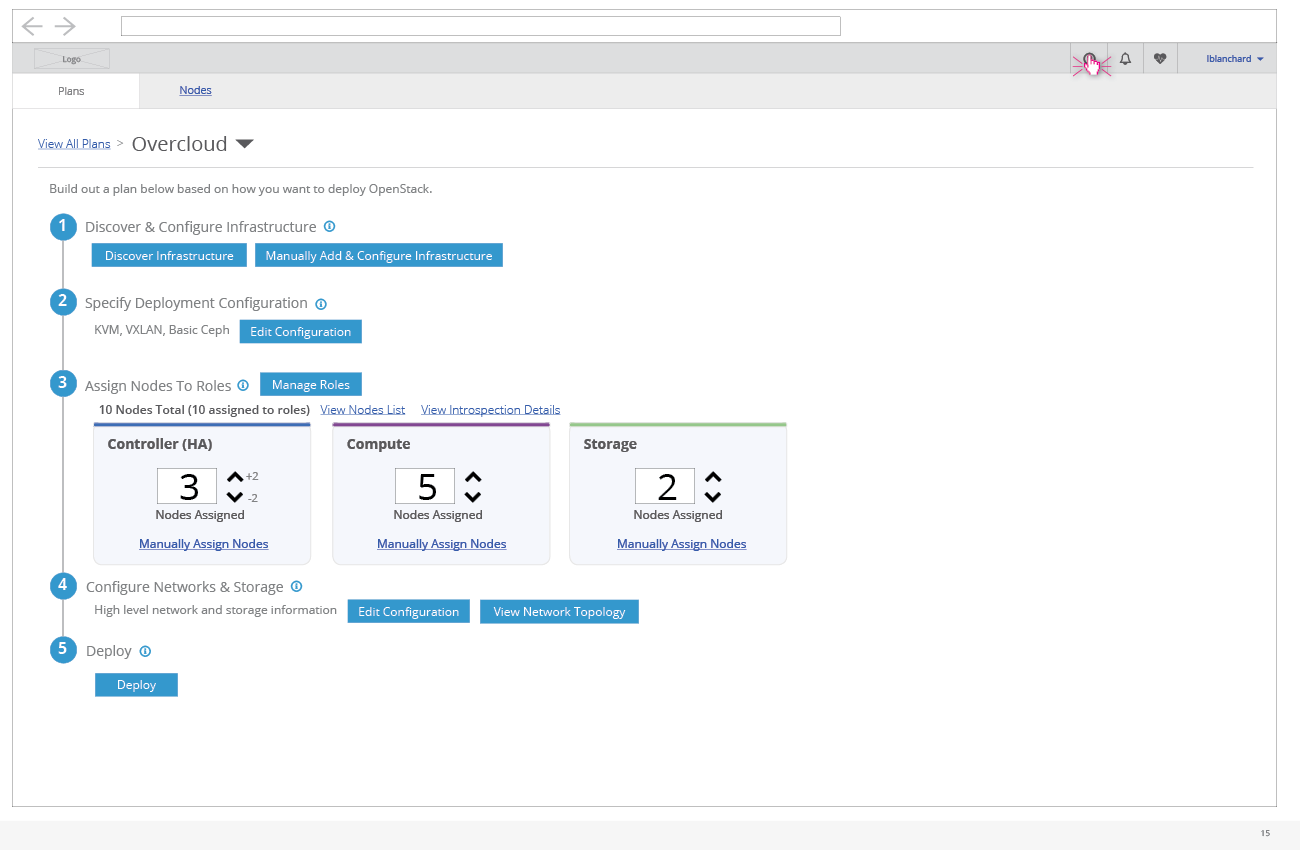 Logo
lblanchard
Plans
Nodes
View All Plans > Overcloud
Build out a plan below based on how you want to deploy OpenStack.
1 Discover & Configure Infrastructure
Discover Infrastructure
Manually Add & Configure Infrastructure
2 Specify Deployment Configuration
KVM, VXLAN, Basic Ceph
Edit Configuration
3 Assign Nodes To Roles
Manage Roles
10 Nodes Total (10 assigned to roles) View Nodes List View Introspection Details
Controller (HA)
3
+2
-2
Nodes Assigned
Manually Assign Nodes
Compute
5
Nodes Assigned
Manually Assign Nodes
Storage
2
Nodes Assigned
Manually Assign Nodes
4 Configure Networks & Storage
High level network and storage information
Edit Configuration
View Network Topology
5 Deploy
Deploy
15